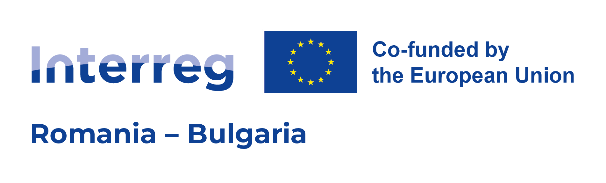 Interreg
Co-funded by
the European Union
Romania – Bulgaria